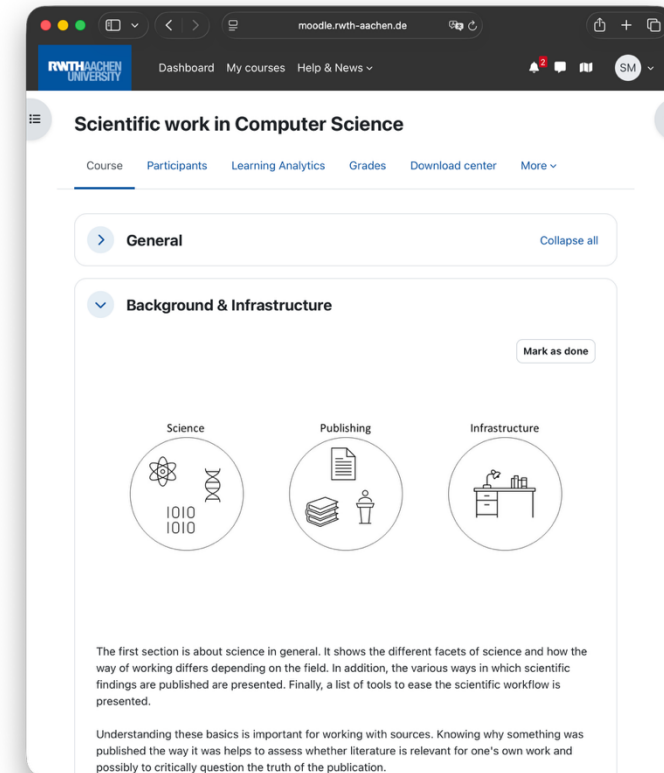 moodle.rwth-aachen.de
RWTHAACHEN
UNIVERSITY
Dashboard My courses Help & News
2
SM
Scientific work in Computer Science
Course Participants Learning Analytics Grades Download center More
General
Collapse all
Background & Infrastructure
Mark as done
Science Publishing Infrastructure
1010
1010
The first section is about science in general. It shows the different facets of science and how the
way of working differs depending on the field. In addition, the various ways in which scientific
findings are published are presented. Finally, a list of tools to ease the scientific workflow is
presented.
Understanding these basics is important for working with sources. Knowing why something was
published the way it was helps to assess whether literature is relevant for one's own work and
possibly to critically question the truth of the publication.